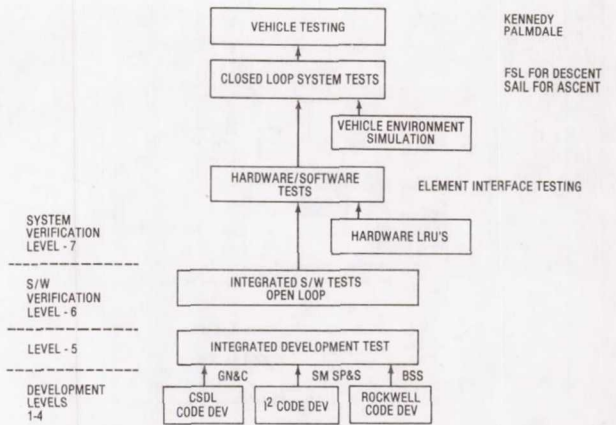 VEHICLE TESTING
KENNEDY
PALMDALE
CLOSED LOOP SYSTEM TESTS
FSL FOR DESCENT
SAIL FOR ASCENT
VEHICLE ENVIRONMENT
SIMULATION
HARDWARE/SOFTWARE
TESTS
ELEMENT INTERFACE TESTING
HARDWARE LRU'S
SYSTEM
VERIFICATION
LEVEL - 7
S/W
VERIFICATION
LEVEL - 6
INTEGRATED S/W TESTS
OPEN LOOP
LEVEL - 5
INTEGRATED DEVELOPMENT TEST
GN&C
SM SP&S
BSS
DEVELOPMENT
LEVELS
1-4
CSDL
CODE DEV
I² CODE DEV
ROCKWELL
CODE DEV